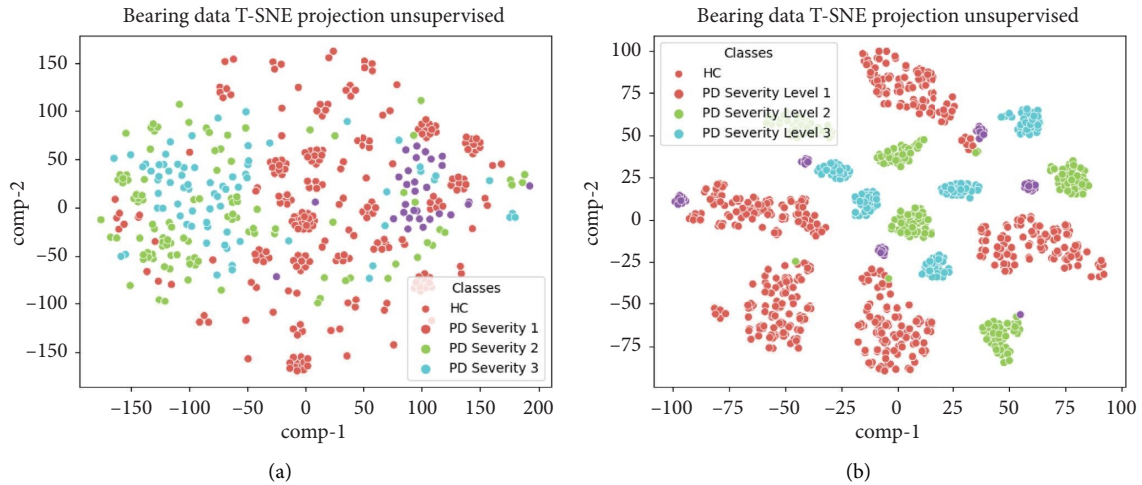 Bearing data T-SNE projection unsupervised
150
100
50
0
−50
−100
−150
comp-2
−150
−100
−50
0
50
100
150
200
comp-1
Classes
HC
PD Severity 1
PD Severity 2
PD Severity 3
(a)
Bearing data T-SNE projection unsupervised
100
75
50
25
0
−25
−50
−75
comp-2
−100
−75
−50
−25
0
25
50
75
100
comp-1
Classes
HC
PD Severity Level 1
PD Severity Level 2
PD Severity Level 3
(b)